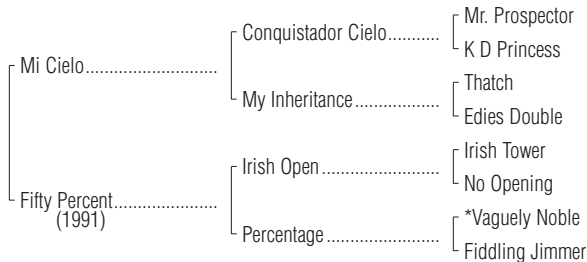 Mr. Prospector
Conquistador Cielo...........
K D Princess
Mi Cielo...........................
Thatch
My Inheritance.................
Edies Double
Irish Tower
Irish Open........................
No Opening
Fifty Percent.....................
(1991)
*Vaguely Noble
Percentage.......................
Fiddling Jimmer